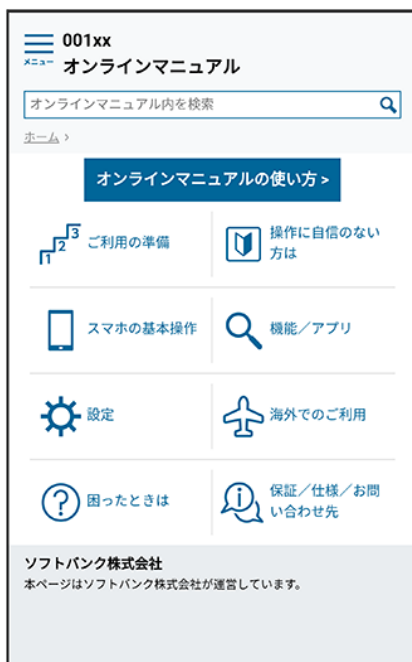 001xx
メニュー
オンラインマニュアル
オンラインマニュアル内を検索
ホーム ›
オンラインマニュアルの使い方 >
1 2 3
ご利用の準備
操作に自信のない
方は
スマホの基本操作
機能／アプリ
設定
海外でのご利用
困ったときは
保証／仕様／お問
い合わせ先
ソフトバンク株式会社
本ページはソフトバンク株式会社が運営しています。